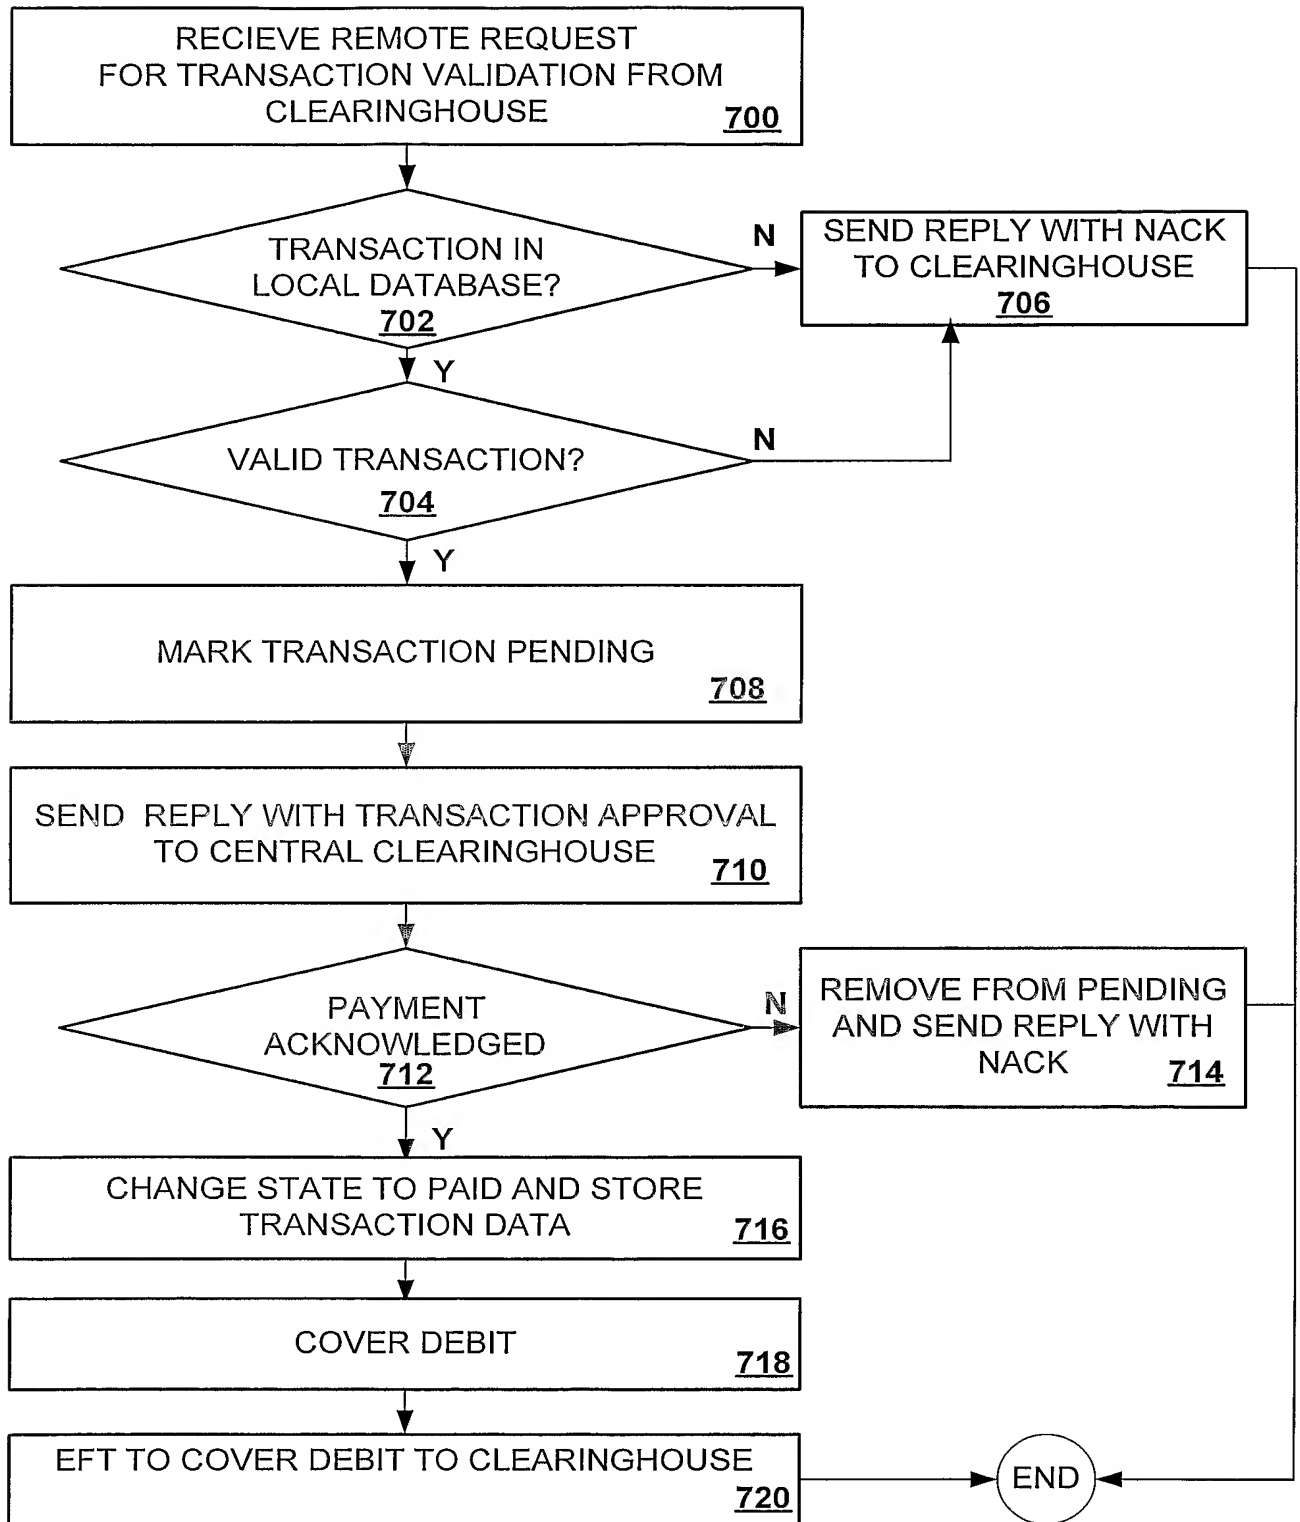 RECIEVE REMOTE REQUEST
FOR TRANSACTION VALIDATION FROM
CLEARINGHOUSE
700
TRANSACTION IN
LOCAL DATABASE?
702
N
SEND REPLY WITH NACK
TO CLEARINGHOUSE
706
Y
VALID TRANSACTION?
704
N
Y
MARK TRANSACTION PENDING
708
SEND REPLY WITH TRANSACTION APPROVAL
TO CENTRAL CLEARINGHOUSE
710
PAYMENT
ACKNOWLEDGED
712
N
REMOVE FROM PENDING
AND SEND REPLY WITH
NACK
714
Y
CHANGE STATE TO PAID AND STORE
TRANSACTION DATA
716
COVER DEBIT
718
EFT TO COVER DEBIT TO CLEARINGHOUSE
720
END